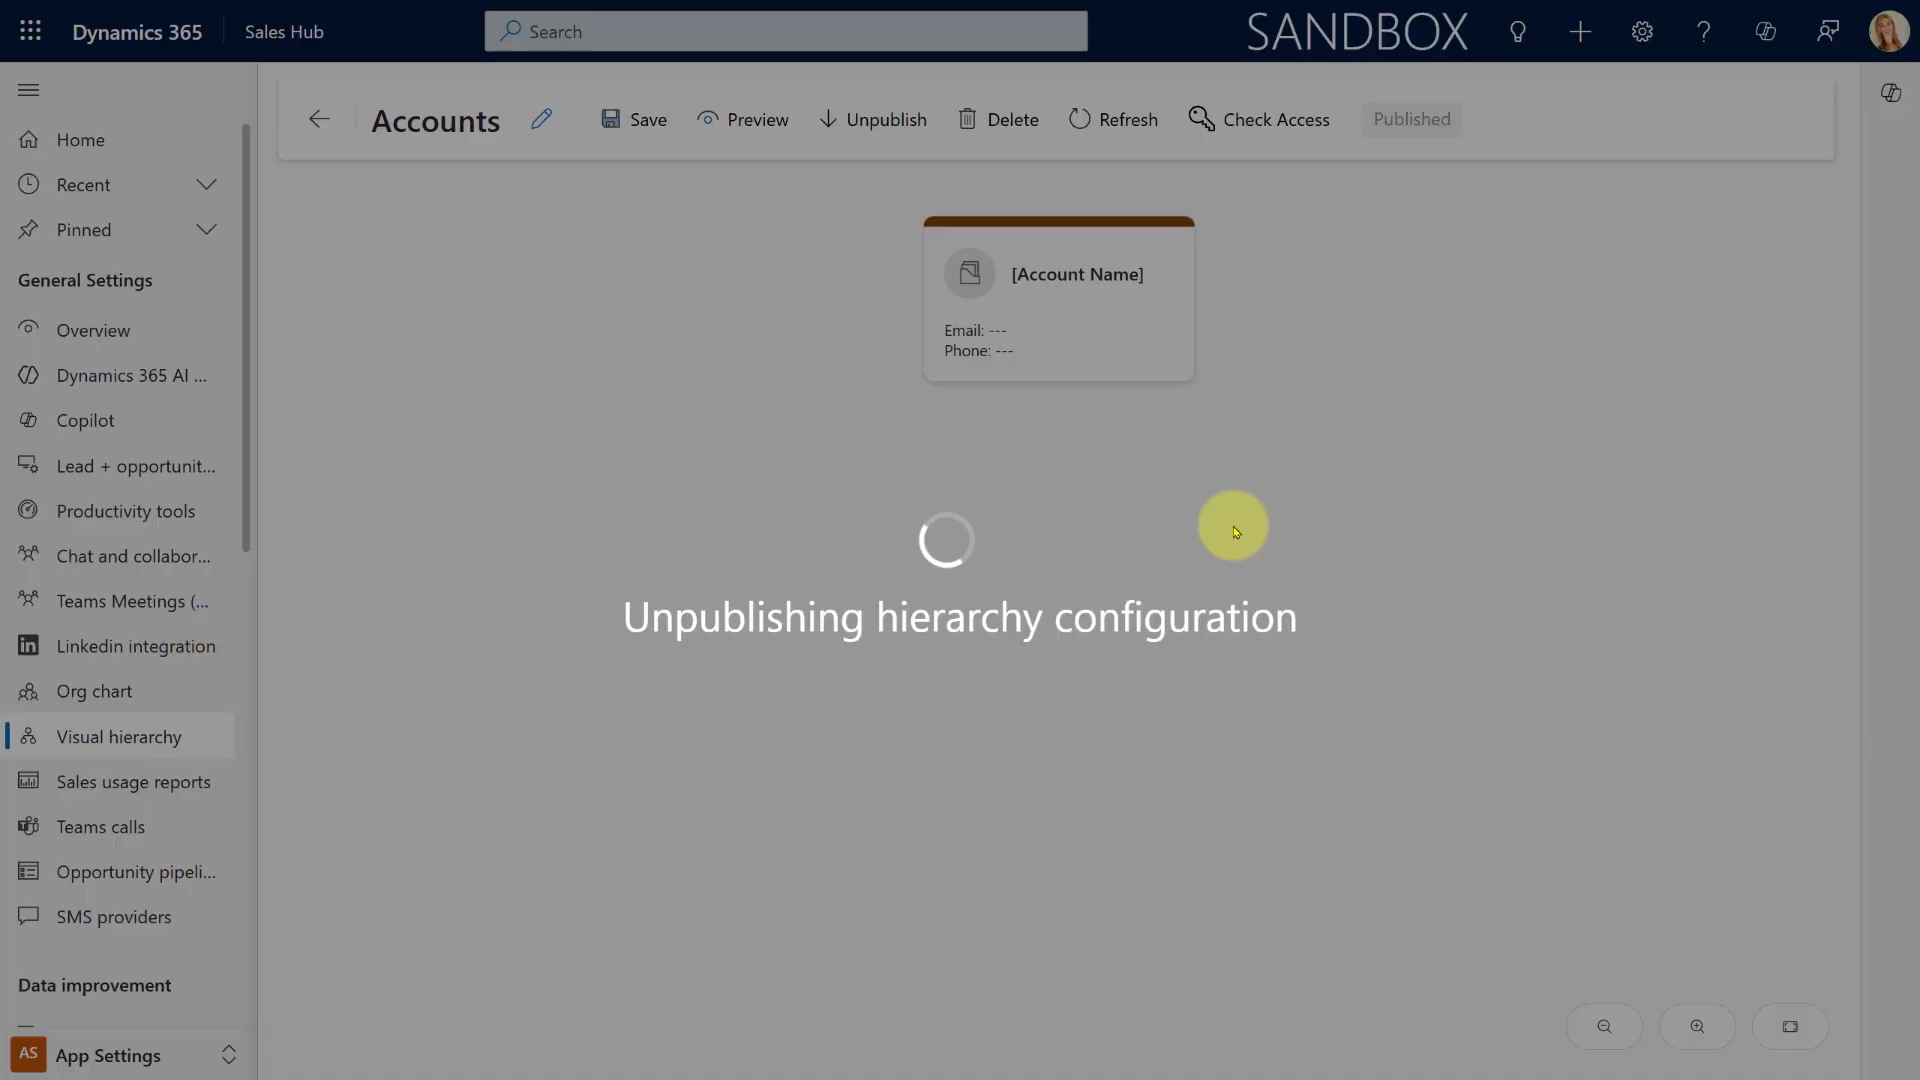 Dynamics 365
Sales Hub
Search
SANDBOX
Home
Recent
Pinned
General Settings
Overview
Dynamics 365 AI ...
Copilot
Lead + opportunit...
Productivity tools
Chat and collabor...
Teams Meetings (...
Linkedin integration
Org chart
Visual hierarchy
Sales usage reports
Teams calls
Opportunity pipeli...
SMS providers
Data improvement
AS App Settings
Accounts
Save
Preview
Unpublish
Delete
Refresh
Check Access
Published
[Account Name]
Email: ---
Phone: ---
Unpublishing hierarchy configuration